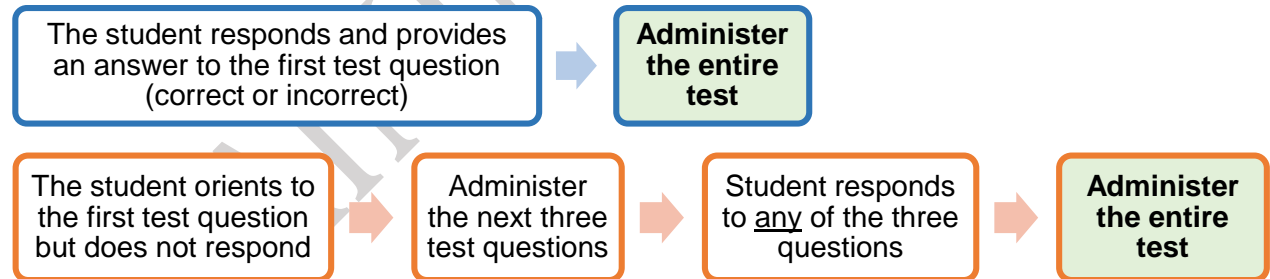 The student responds and provides
an answer to the first test question
(correct or incorrect)
Administer
the entire
test
The student orients to
the first test question
but does not respond
Administer
the next three
test questions
Student responds
to any of the three
questions
Administer
the entire
test